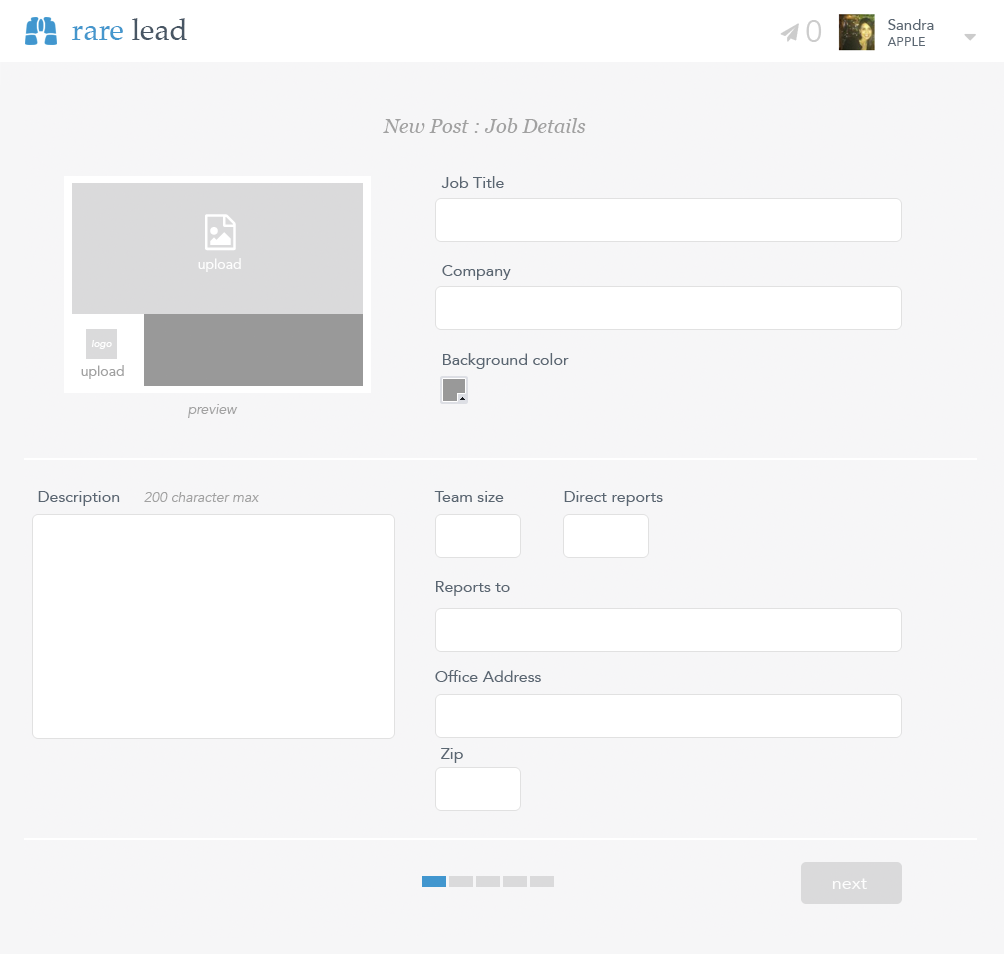 rare lead
0
Sandra
APPLE
New Post : Job Details
upload
logo
upload
preview
Job Title
Company
Background color
Description 200 character max
Team size Direct reports
Reports to
Office Address
Zip
next